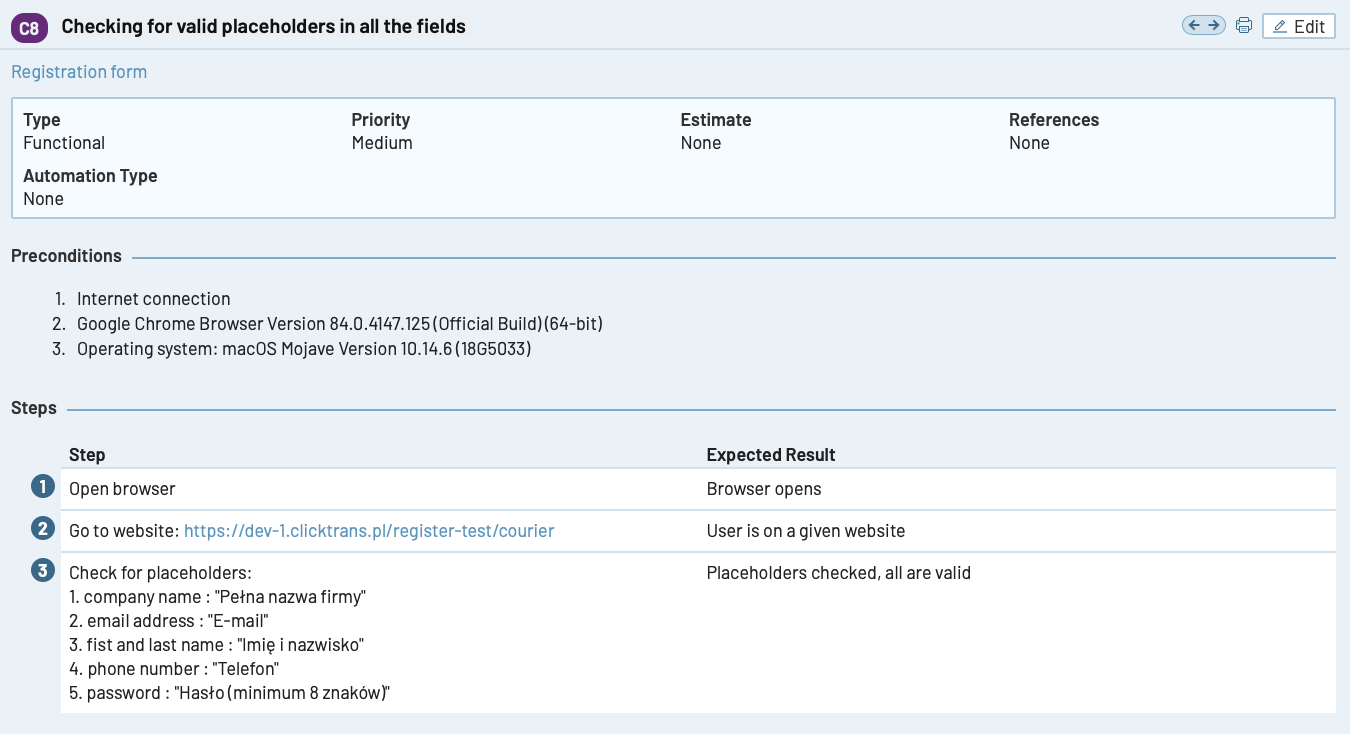 C8 Checking for valid placeholders in all the fields Edit
Registration form
Type Priority Estimate References
Functional Medium None None
Automation Type
None
Preconditions
1. Internet connection
2. Google Chrome Browser Version 84.0.4147.125 (Official Build) (64-bit)
3. Operating system: macOS Mojave Version 10.14.6 (18G5033)
Steps
Step Expected Result
1 Open browser Browser opens
2 Go to website: https://dev-1.clicktrans.pl/register-test/courier User is on a given website
3 Check for placeholders: Placeholders checked, all are valid
1. company name : "Pełna nazwa firmy"
2. email address : "E-mail"
3. fist and last name : "Imię i nazwisko"
4. phone number : "Telefon"
5. password : "Hasło (minimum 8 znaków)"